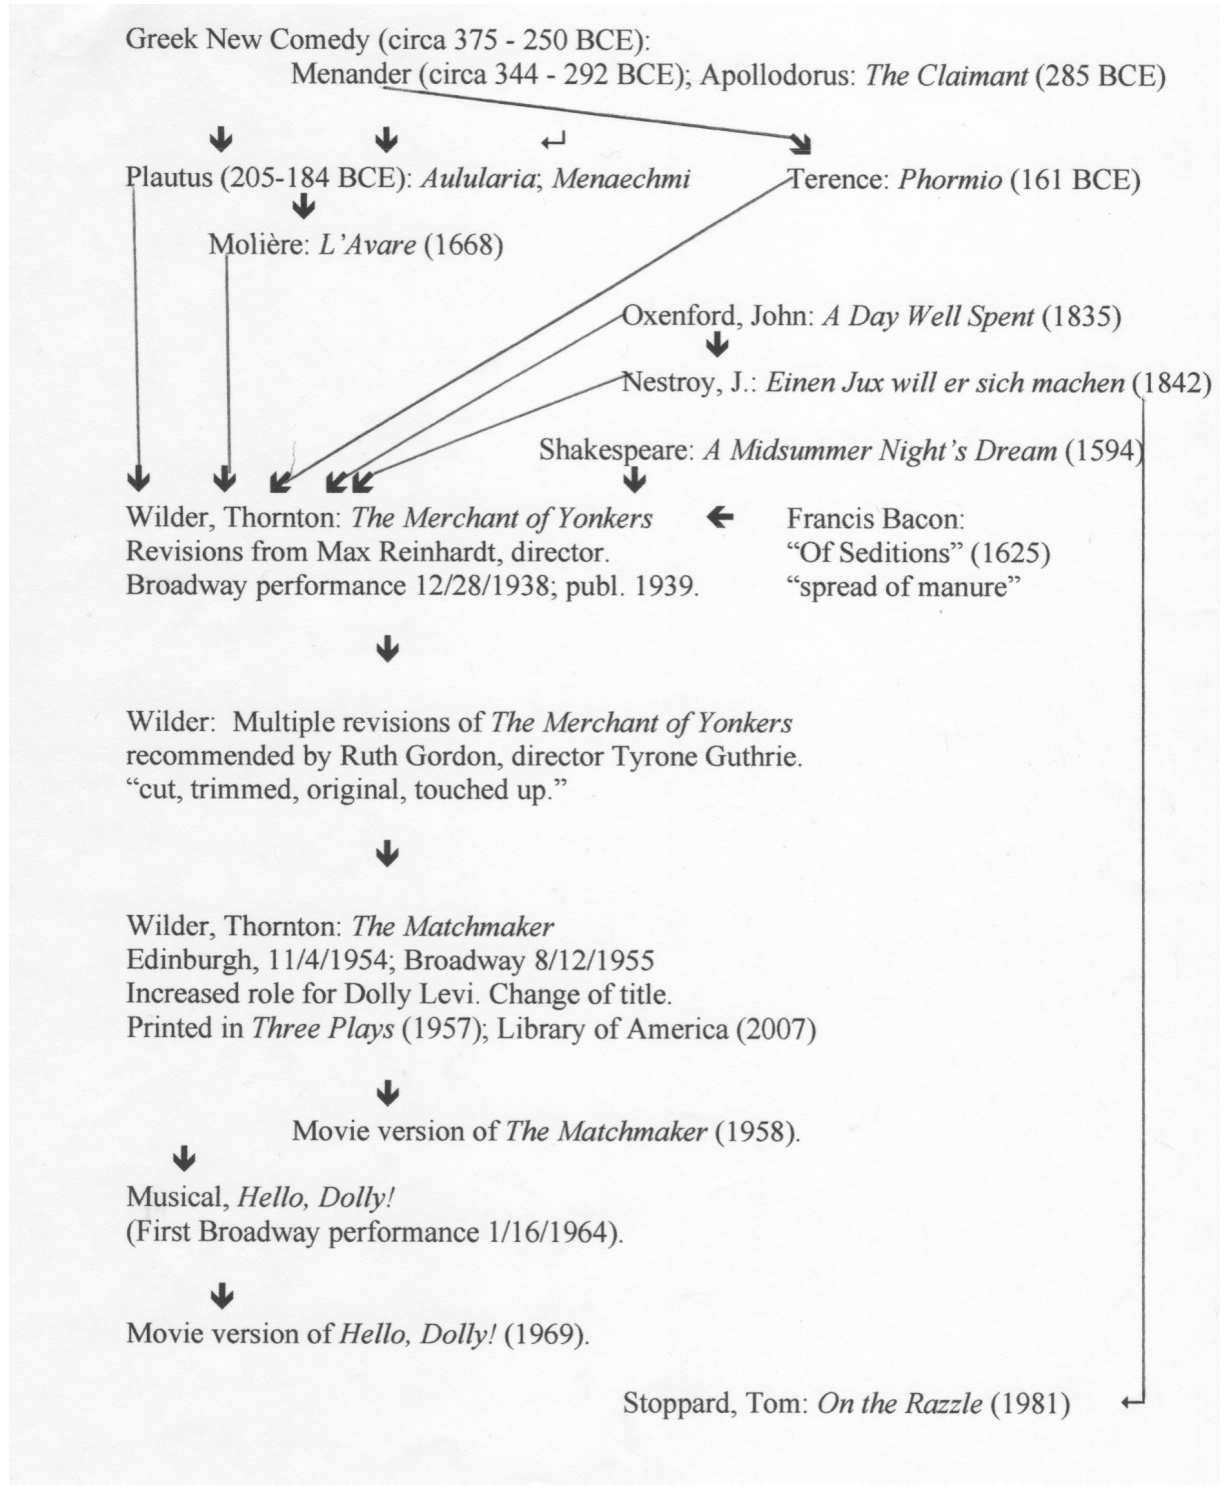 Greek New Comedy (circa 375 - 250 BCE):
Menander (circa 344 - 292 BCE); Apollodorus: The Claimant (285 BCE)
Plautus (205-184 BCE): Aulularia; Menaechmi
Terence: Phormio (161 BCE)
Molière: L'Avare (1668)
Oxenford, John: A Day Well Spent (1835)
Nestroy, J.: Einen Jux will er sich machen (1842)
Shakespeare: A Midsummer Night's Dream (1594)
Wilder, Thornton: The Merchant of Yonkers
Revisions from Max Reinhardt, director.
Broadway performance 12/28/1938; publ. 1939.
Francis Bacon:
“Of Seditions” (1625)
“spread of manure”
Wilder: Multiple revisions of The Merchant of Yonkers
recommended by Ruth Gordon, director Tyrone Guthrie.
“cut, trimmed, original, touched up.”
Wilder, Thornton: The Matchmaker
Edinburgh, 11/4/1954; Broadway 8/12/1955
Increased role for Dolly Levi. Change of title.
Printed in Three Plays (1957); Library of America (2007)
Movie version of The Matchmaker (1958).
Musical, Hello, Dolly!
(First Broadway performance 1/16/1964).
Movie version of Hello, Dolly! (1969).
Stoppard, Tom: On the Razzle (1981)